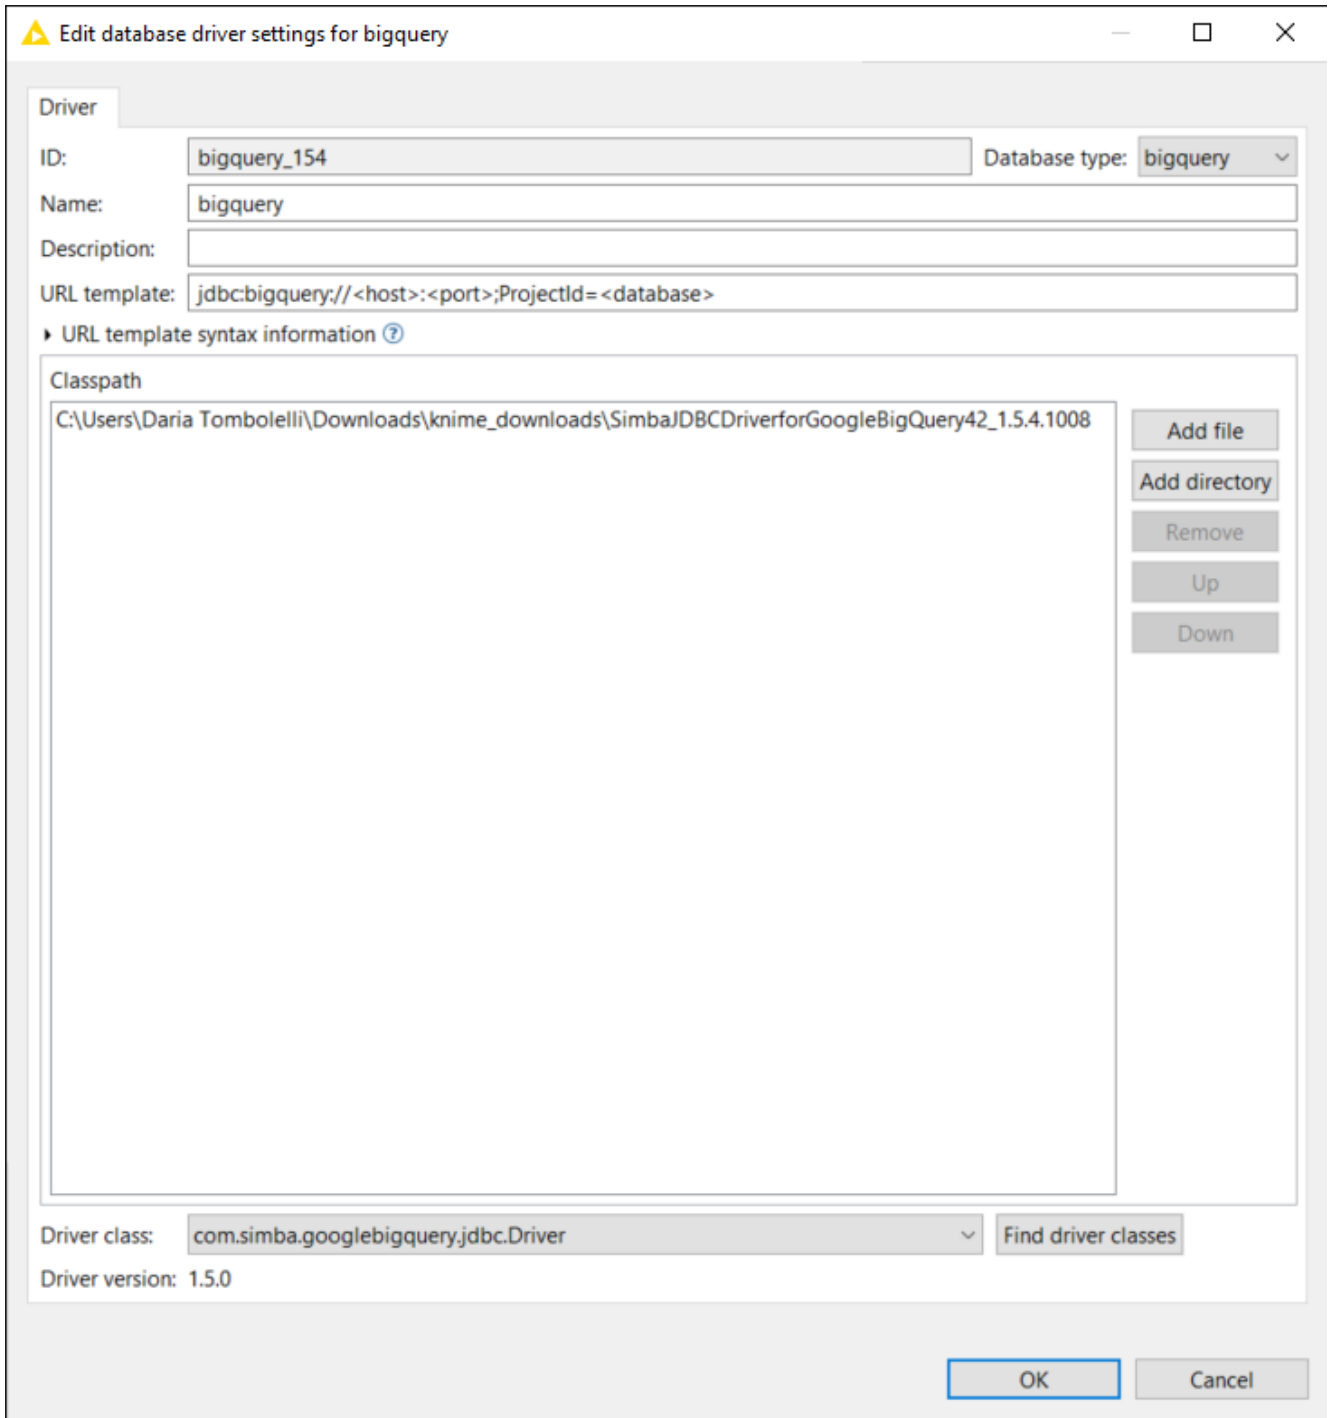 Edit database driver settings for bigquery
Driver
ID: bigquery_154 Database type: bigquery
Name: bigquery
Description:
URL template: jdbc:bigquery://<host>:<port>;ProjectId=<database>
URL template syntax information ?
Classpath
C:\Users\Daria Tombolelli\Downloads\knime_downloads\SimbaJDBCDriverforGoogleBigQuery42_1.5.4.1008
Add file
Add directory
Remove
Up
Down
Driver class: com.simba.googlebigquery.jdbc.Driver Find driver classes
Driver version: 1.5.0
OK Cancel